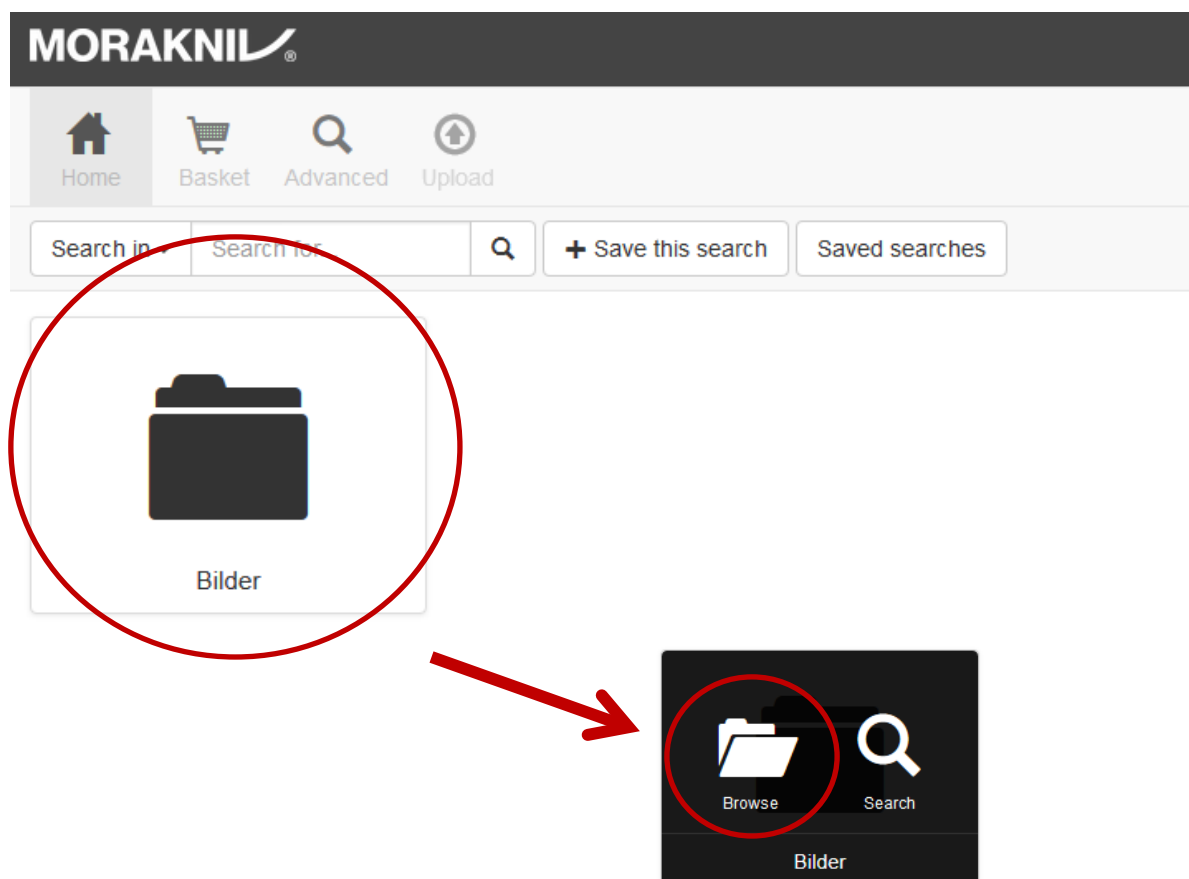 MORAKNIV®
Home Basket Advanced Upload
Search in Search for + Save this search Saved searches
Bilder
Browse Search
Bilder